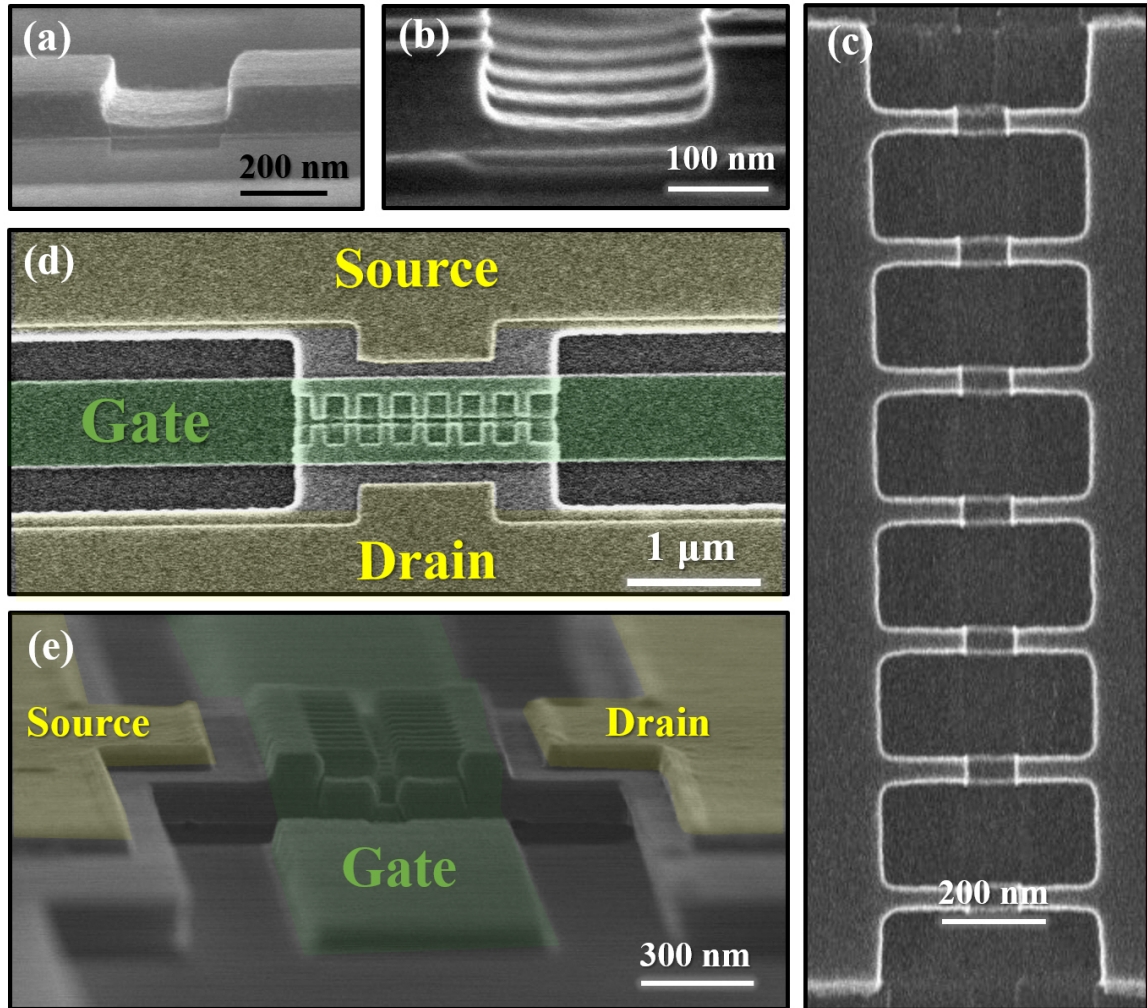 (a)
200 nm
(b)
100 nm
(c)
200 nm
(d)
Source
Gate
Drain
1 μm
(e)
Source
Drain
Gate
300 nm